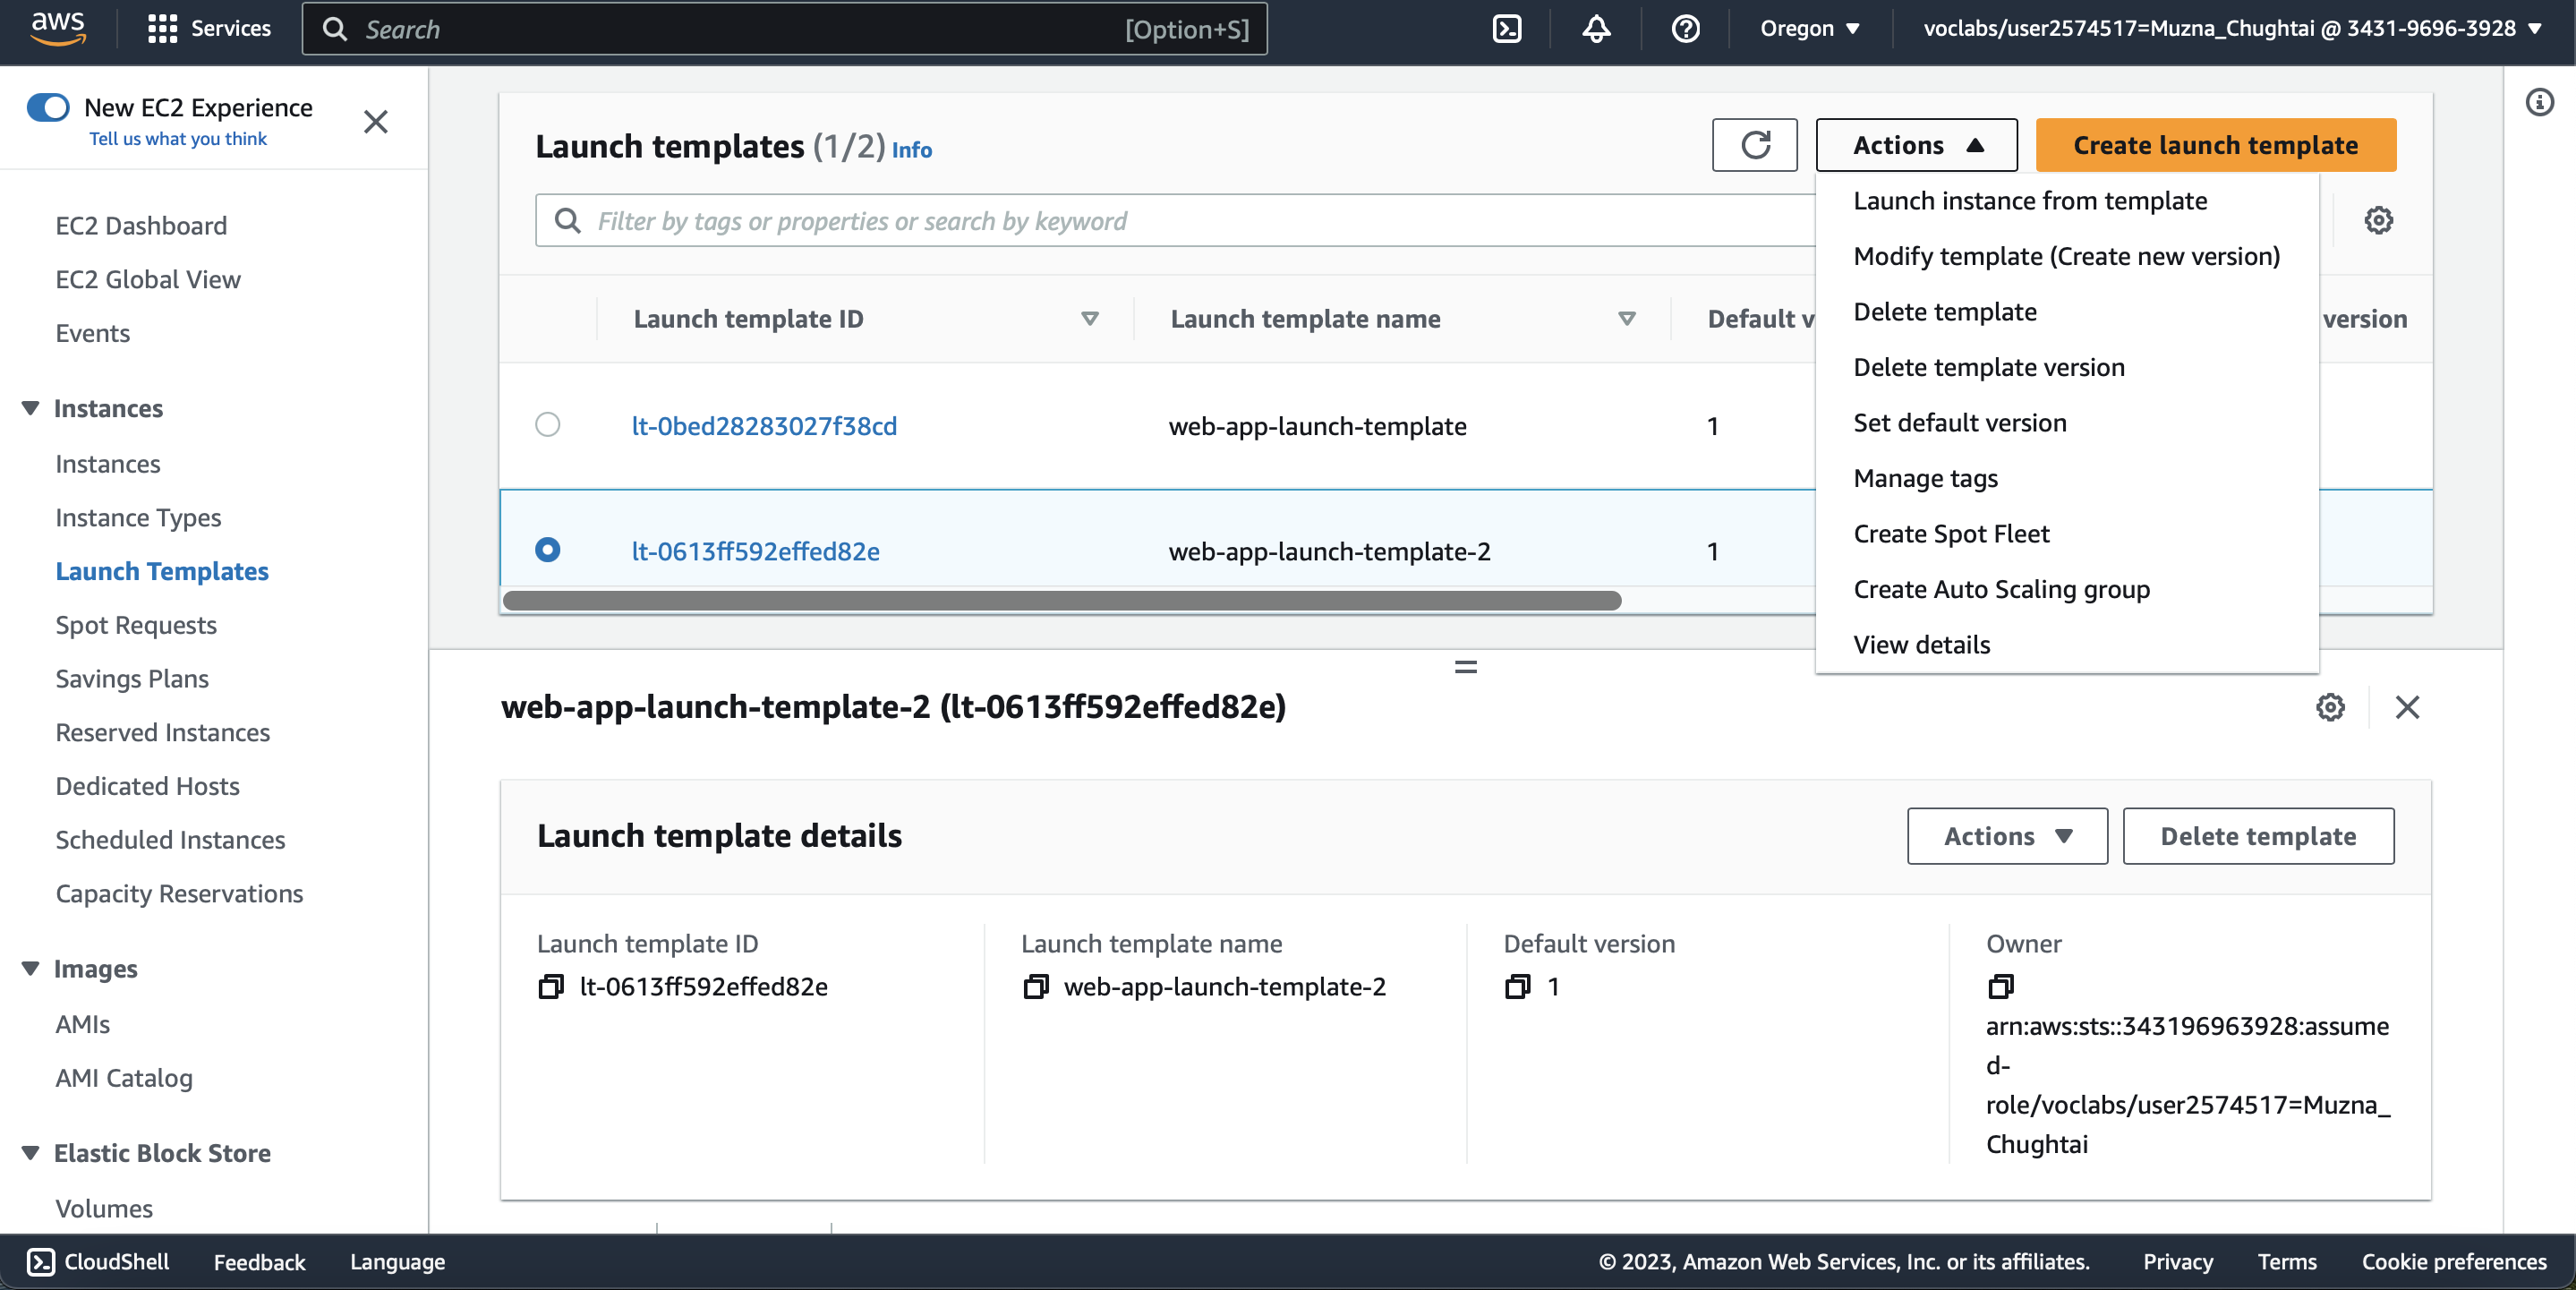 aws
Services
Search
[Option+S]
Oregon
voclabs/user2574517=Muzna_Chughtai @ 3431-9696-3928
New EC2 Experience
Tell us what you think
EC2 Dashboard
EC2 Global View
Events
Instances
Instances
Instance Types
Launch Templates
Spot Requests
Savings Plans
Reserved Instances
Dedicated Hosts
Scheduled Instances
Capacity Reservations
Images
AMIs
AMI Catalog
Elastic Block Store
Volumes
Launch templates (1/2) Info
Actions
Create launch template
Filter by tags or properties or search by keyword
Launch instance from template
Modify template (Create new version)
Delete template
Delete template version
Set default version
Manage tags
Create Spot Fleet
Create Auto Scaling group
View details
Launch template ID
Launch template name
Default v
version
lt-0bed28283027f38cd
web-app-launch-template
1
lt-0613ff592effed82e
web-app-launch-template-2
1
web-app-launch-template-2 (lt-0613ff592effed82e)
Launch template details
Actions
Delete template
Launch template ID
lt-0613ff592effed82e
Launch template name
web-app-launch-template-2
Default version
1
Owner
arn:aws:sts::343196963928:assume
d-
role/voclabs/user2574517=Muzna_
Chughtai
CloudShell
Feedback
Language
© 2023, Amazon Web Services, Inc. or its affiliates.
Privacy
Terms
Cookie preferences